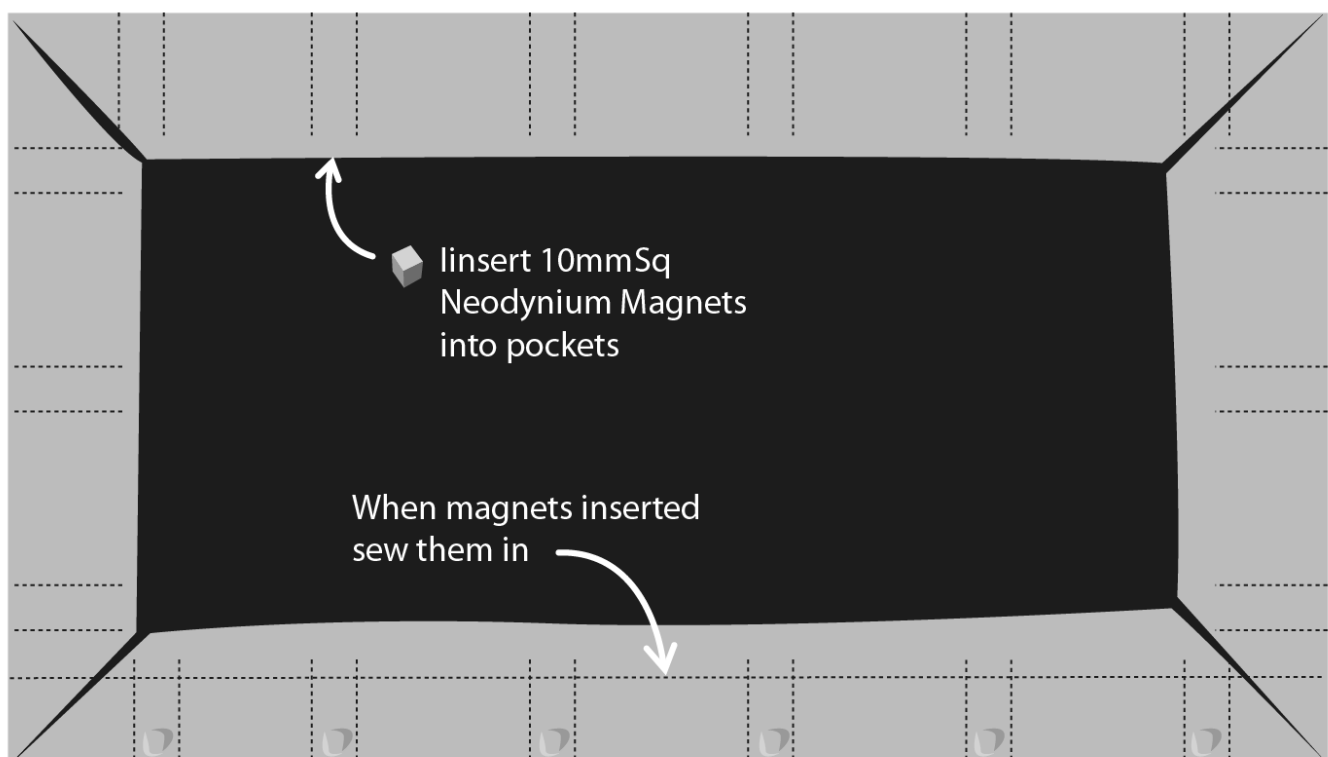 Iinsert 10mmSq
Neodynium Magnets
into pockets
When magnets inserted
sew them in